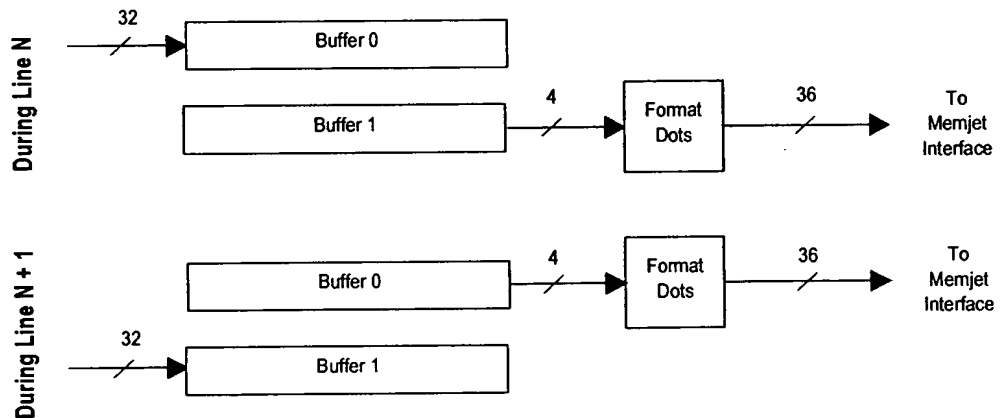 During Line N
32
Buffer 0
Buffer 1
4
Format
Dots
36
To
Memjet
Interface
During Line N + 1
Buffer 0
4
Format
Dots
36
To
Memjet
Interface
32
Buffer 1